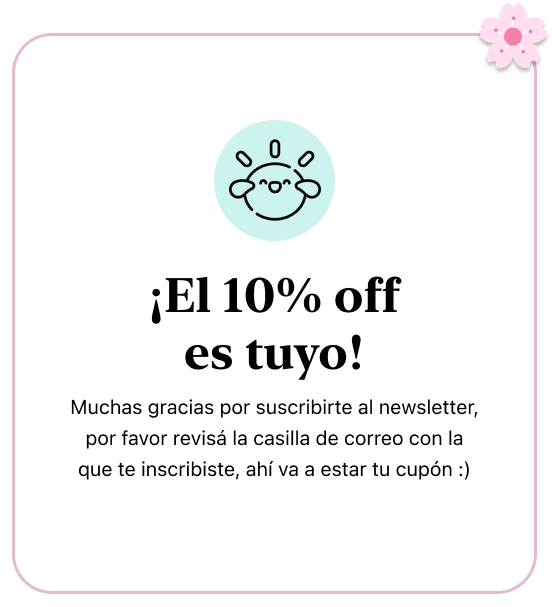 ¡El 10% off
es tuyo!
Muchas gracias por suscribirte al newsletter,
por favor revisá la casilla de correo con la
que te inscribiste, ahí va a estar tu cupón :)